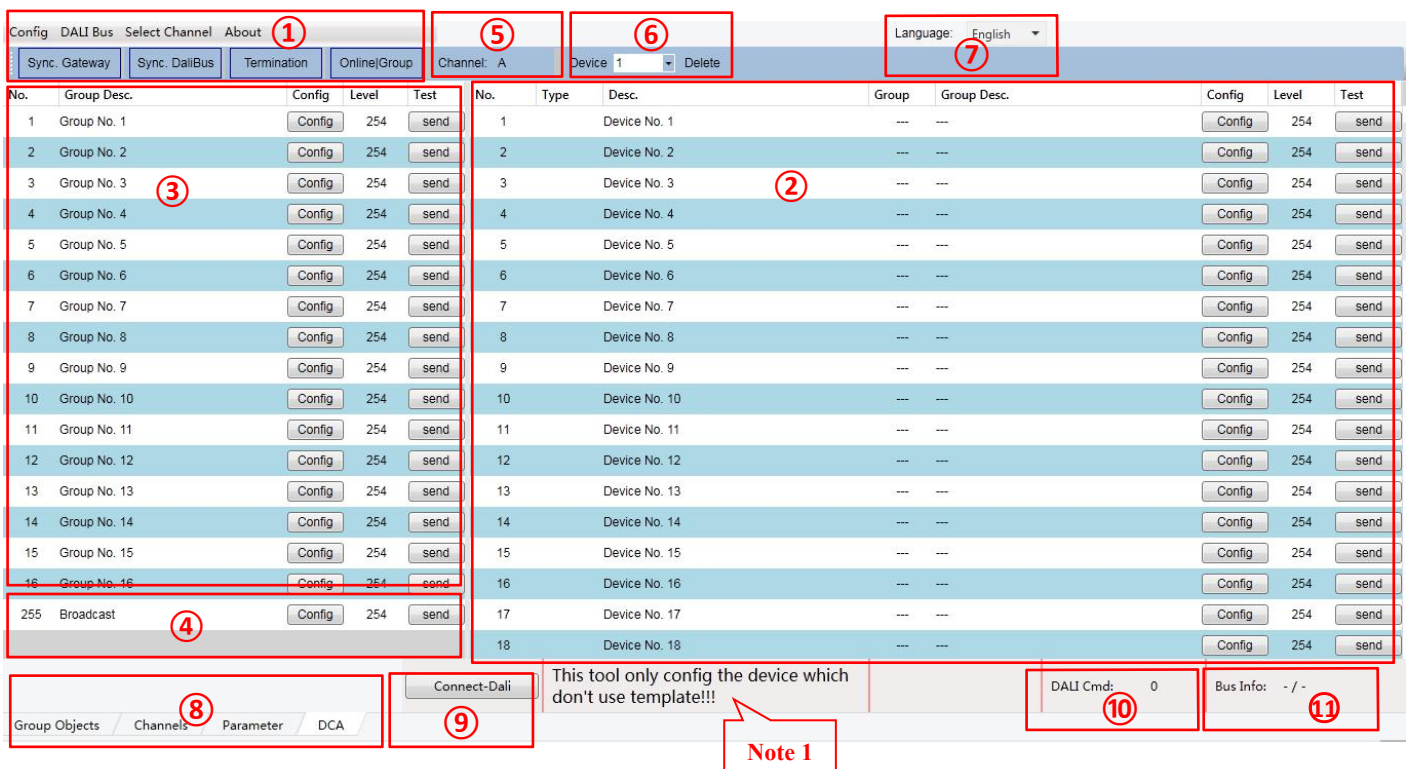 Config DALI Bus Select Channel About ① ⑤ ⑥ Language: English ⑦
Sync. Gateway Sync. DaliBus Termination Online|Group Channel: A Device 1 Delete
No. Group Desc. Config Level Test No. Type Desc. Group Group Desc. Config Level Test
1 Group No. 1 Config 254 send 1 Device No. 1 --- --- Config 254 send
2 Group No. 2 Config 254 send 2 Device No. 2 --- --- Config 254 send
3 Group No. 3 ③ Config 254 send 3 Device No. 3 ② --- --- Config 254 send
4 Group No. 4 Config 254 send 4 Device No. 4 --- --- Config 254 send
5 Group No. 5 Config 254 send 5 Device No. 5 --- --- Config 254 send
6 Group No. 6 Config 254 send 6 Device No. 6 --- --- Config 254 send
7 Group No. 7 Config 254 send 7 Device No. 7 --- --- Config 254 send
8 Group No. 8 Config 254 send 8 Device No. 8 --- --- Config 254 send
9 Group No. 9 Config 254 send 9 Device No. 9 --- --- Config 254 send
10 Group No. 10 Config 254 send 10 Device No. 10 --- --- Config 254 send
11 Group No. 11 Config 254 send 11 Device No. 11 --- --- Config 254 send
12 Group No. 12 Config 254 send 12 Device No. 12 --- --- Config 254 send
13 Group No. 13 Config 254 send 13 Device No. 13 --- --- Config 254 send
14 Group No. 14 Config 254 send 14 Device No. 14 --- --- Config 254 send
15 Group No. 15 Config 254 send 15 Device No. 15 --- --- Config 254 send
16 Group No. 16 Config 254 send 16 Device No. 16 --- --- Config 254 send
255 Broadcast ④ Config 254 send 17 Device No. 17 --- --- Config 254 send
18 Device No. 18 --- --- Config 254 send
Connect-Dali This tool only config the device which DALI Cmd: 0 Bus Info: - / -
don't use template!!!
Group Objects Channels Parameter DCA ⑧ ⑨ ⑩ ⑪
Note 1